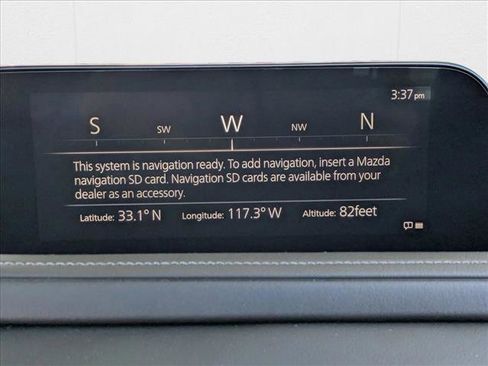 3:37 pm
S SW W NW N
This system is navigation ready. To add navigation, insert a Mazda
navigation SD card. Navigation SD cards are available from your
dealer as an accessory.
Latitude: 33.1° N Longitude: 117.3° W Altitude: 82feet